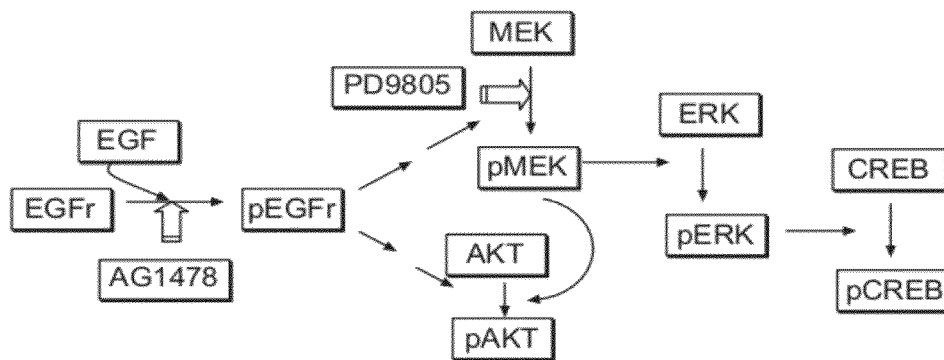 MEK
PD9805
ERK
EGF
pMEK
CREB
EGFr
pEGFr
pERK
AKT
AG1478
pCREB
pAKT